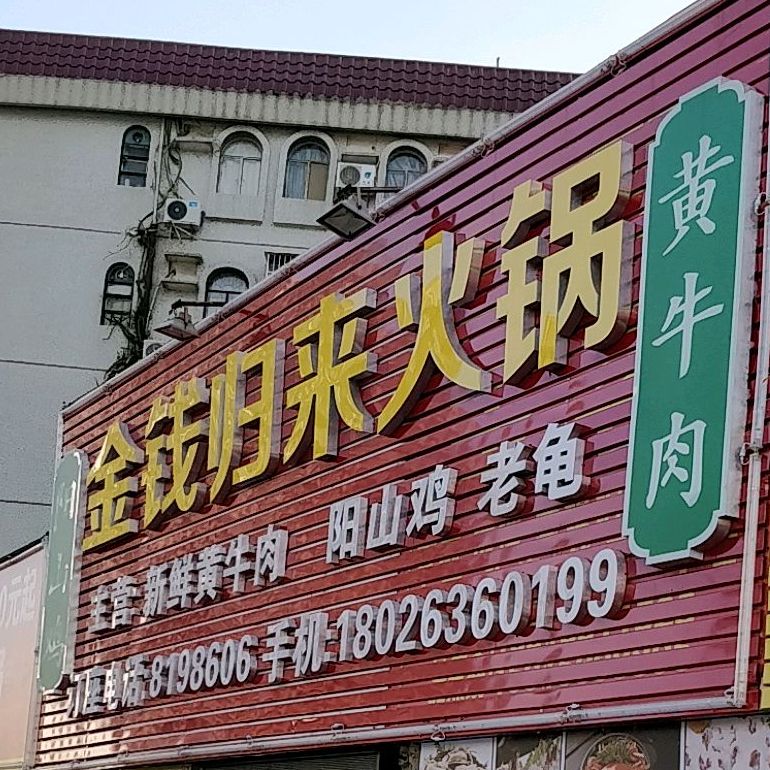 金钱归来火锅
主营:新鲜黄牛肉 阳山鸡 老龟
订座电话:8198606 手机:18026360199
黄牛肉